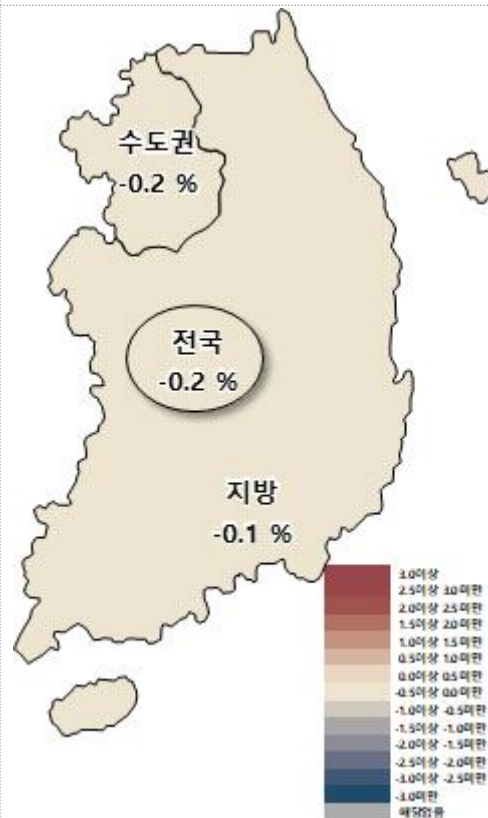 수도권
-0.2 %
전국
-0.2 %
지방
-0.1 %
3.0이상
2.5이상 3.0미만
2.0이상 2.5미만
1.5이상 2.0미만
1.0이상 1.5미만
0.5이상 1.0미만
0.0이상 0.5미만
-0.5이상 0.0미만
-1.0이상 -0.5미만
-1.5이상 -1.0미만
-2.0이상 -1.5미만
-2.5이상 -2.0미만
-3.0이상 -2.5미만
-3.0미만
해당없음